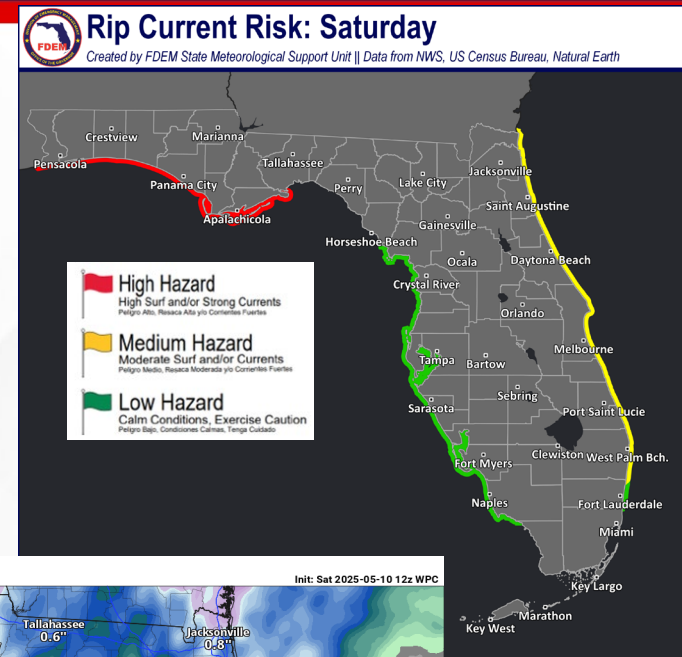 FDEM
Rip Current Risk: Saturday
Created by FDEM State Meteorological Support Unit || Data from NWS, US Census Bureau, Natural Earth
Crestview
Marianna
Pensacola
Tallahassee
Panama City
Perry
Lake City
Jacksonville
Apalachicola
Saint Augustine
Gainesville
Horseshoe Beach
Ocala
Daytona Beach
Crystal River
Orlando
High Hazard
High Surf and/or Strong Currents
Peligro Alto, Resaca Alta y/o Corrientes Fuertes
Medium Hazard
Moderate Surf and/or Currents
Peligro Medio, Resaca Moderada y/o Corrientes Fuertes
Low Hazard
Calm Conditions, Exercise Caution
Peligro Bajo, Condiciones Calmas, Tenga Cuidado
Melbourne
Tampa
Bartow
Sebring
Sarasota
Port Saint Lucie
Clewiston
West Palm Bch.
Fort Myers
Naples
Fort Lauderdale
Miami
Key Largo
Marathon
Key West
Init: Sat 2025-05-10 12z WPC
Tallahassee
0.6"
Jacksonville
0.8"